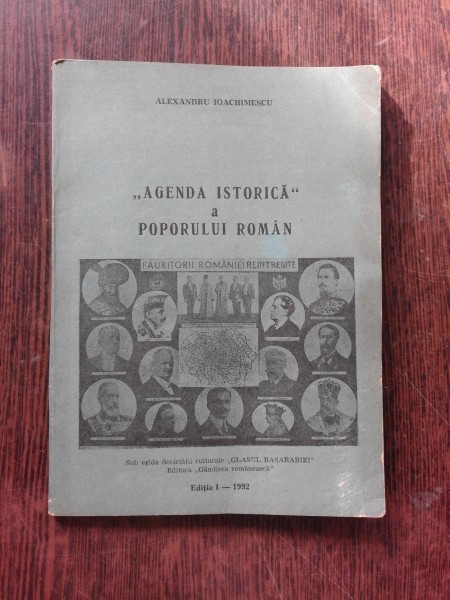 ALEXANDRU IOACHIMESCU
„AGENDA ISTORICĂ“
a
POPORULUI ROMÂN
FĂURITORII ROMÂNIEI REÎNTREGITE
Sub egida Societății culturale „GLASUL BASARABIEI“
Editura „Gândirea românească“
Ediția I — 1992